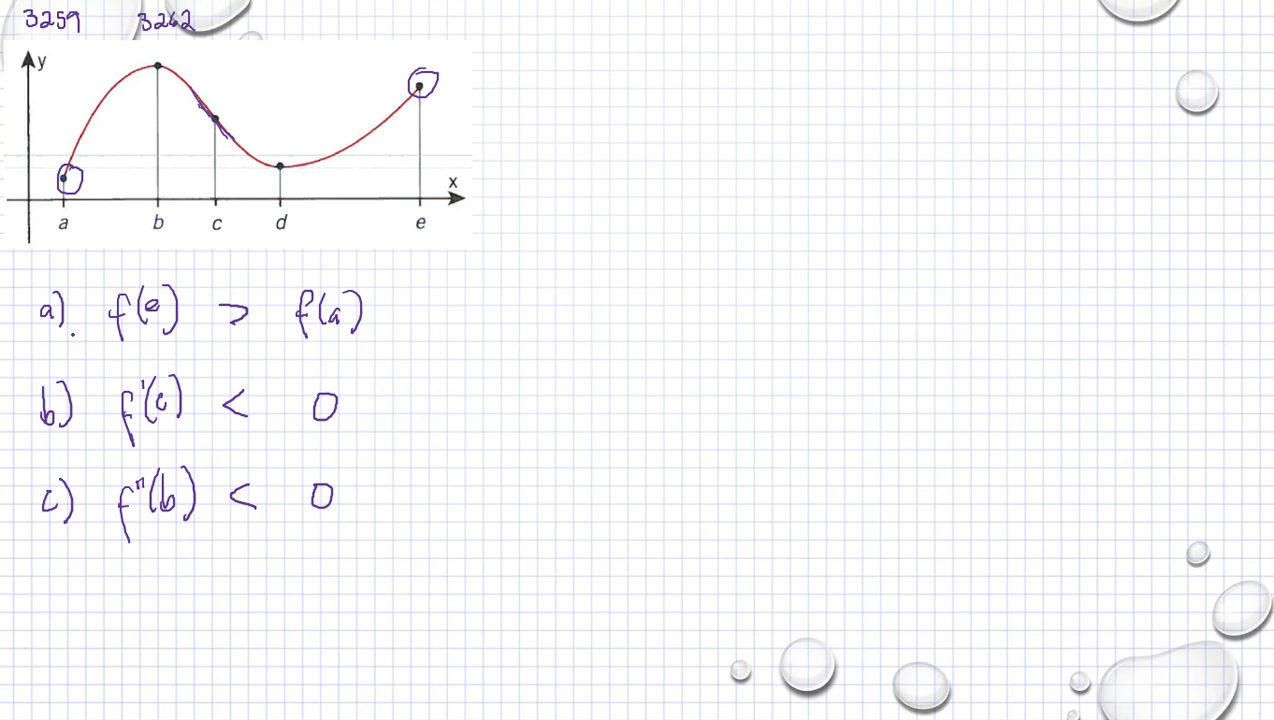 3259 3262
y
x
a b c d e
a). f(e) > f(a)
b) f'(c) < 0
c) f"(b) < 0